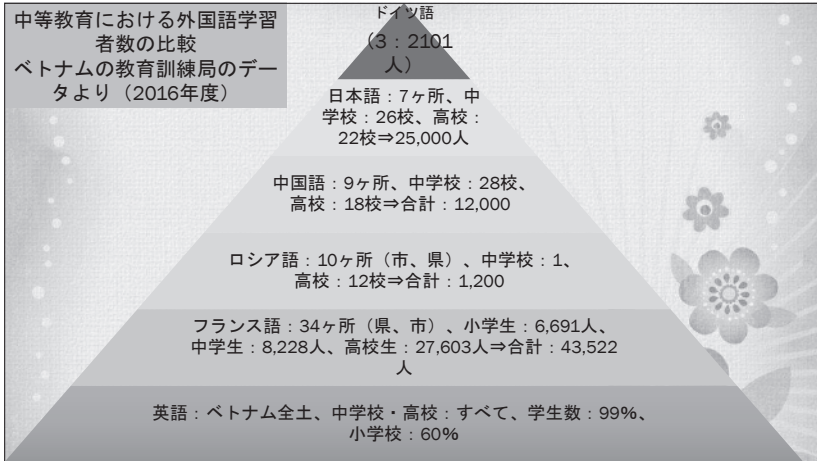 中等教育における外国語学習
者数の比較
ベトナムの教育訓練局のデー
タより（2016年度）
ドイツ語
（3：2101
人）
日本語：7ヶ所、中
学校：26校、高校：
22校⇒25,000人
中国語：9ヶ所、中学校：28校、
高校：18校⇒合計：12,000
ロシア語：10ヶ所（市、県）、中学校：1、
高校：12校⇒合計：1,200
フランス語：34ヶ所（県、市）、小学生：6,691人、
中学生：8,228人、高校生：27,603人⇒合計：43,522
人
英語：ベトナム全土、中学校・高校：すべて、学生数：99%、
小学校：60%